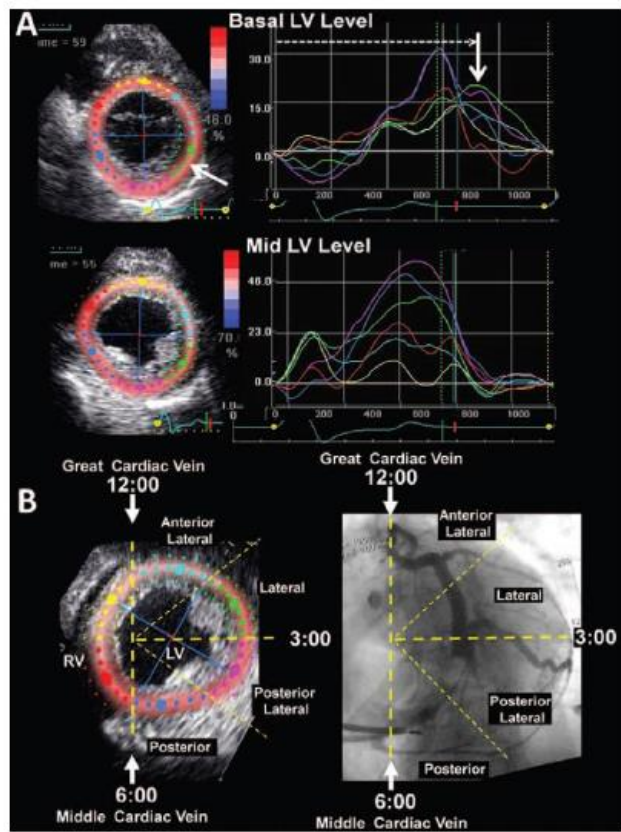 A
Basal LV Level
ime = 59
30.0
15.0
0.0
48.0
%
0 200 400 600 800 1000
Mid LV Level
ime = 55
46.0
23.0
0.0
70.
%
0 200 400 600 800 1000
B
Great Cardiac Vein
12:00
Anterior
Lateral
Lateral
3:00
LV
RV
Posterior
Lateral
Posterior
6:00
Middle Cardiac Vein
Great Cardiac Vein
12:00
Anterior
Lateral
Lateral
3:00
Posterior
Lateral
Posterior
6:00
Middle Cardiac Vein